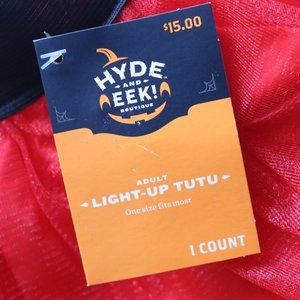 $15.00
HYDE
AND
EEK!
BOUTIQUE
ADULT
LIGHT-UP TUTU
One size fits most
1 COUNT